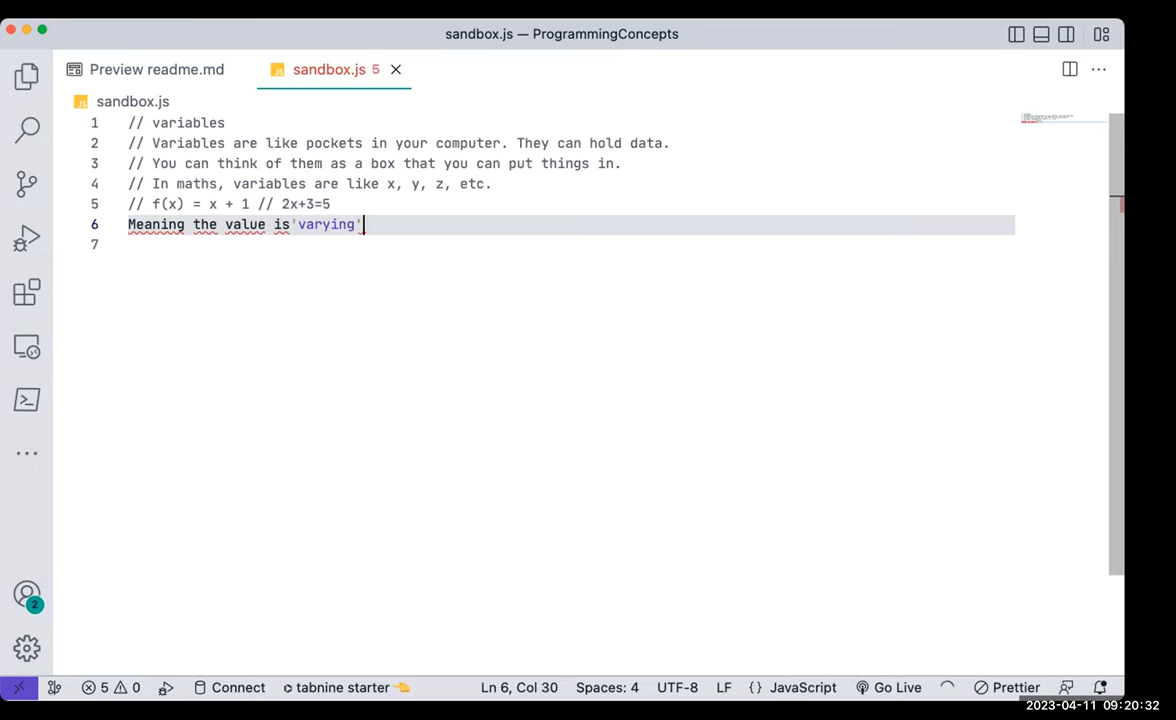 sandbox.js — ProgrammingConcepts
Preview readme.md
sandbox.js 5
sandbox.js
1 // variables
2 // Variables are like pockets in your computer. They can hold data.
3 // You can think of them as a box that you can put things in.
4 // In maths, variables are like x, y, z, etc.
5 // f(x) = x + 1 // 2x+3=5
6 Meaning the value is'varying'
7
2
5 0 Connect tabnine starter Ln 6, Col 30 Spaces: 4 UTF-8 LF {} JavaScript Go Live Prettier
2023-04-11 09:20:32